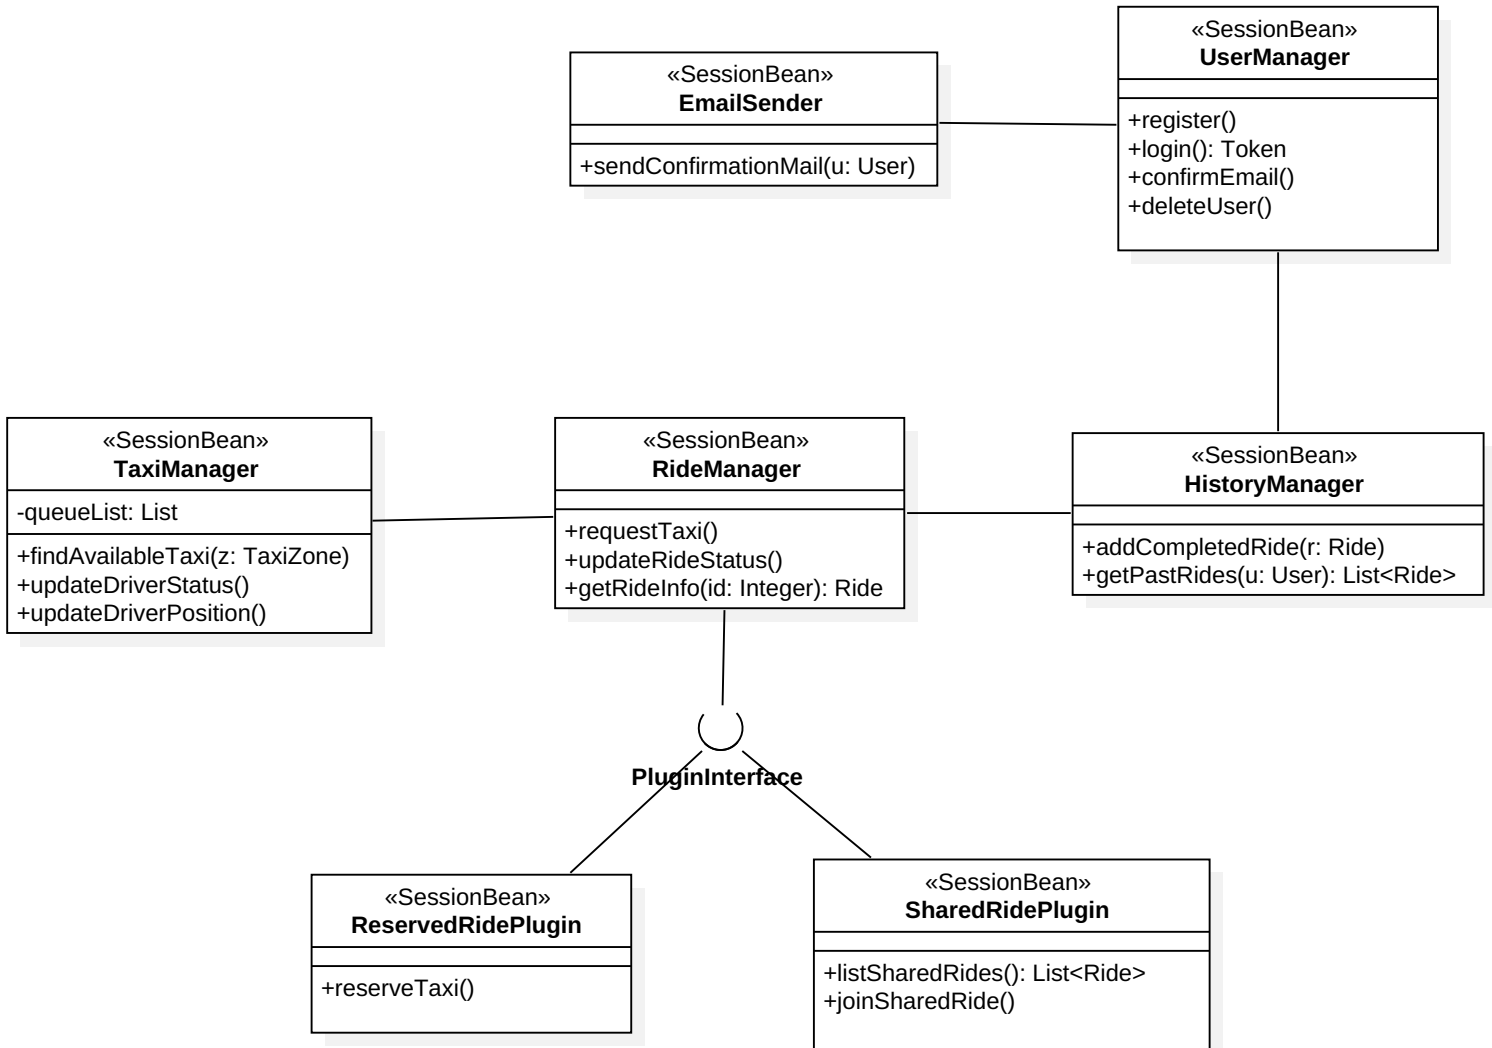 «SessionBean»
EmailSender
+sendConfirmationMail(u: User)
«SessionBean»
UserManager
+register()
+login(): Token
+confirmEmail()
+deleteUser()
«SessionBean»
TaxiManager
-queueList: List
+findAvailableTaxi(z: TaxiZone)
+updateDriverStatus()
+updateDriverPosition()
«SessionBean»
RideManager
+requestTaxi()
+updateRideStatus()
+getRideInfo(id: Integer): Ride
«SessionBean»
HistoryManager
+addCompletedRide(r: Ride)
+getPastRides(u: User): List<Ride>
PluginInterface
«SessionBean»
ReservedRidePlugin
+reserveTaxi()
«SessionBean»
SharedRidePlugin
+listSharedRides(): List<Ride>
+joinSharedRide()